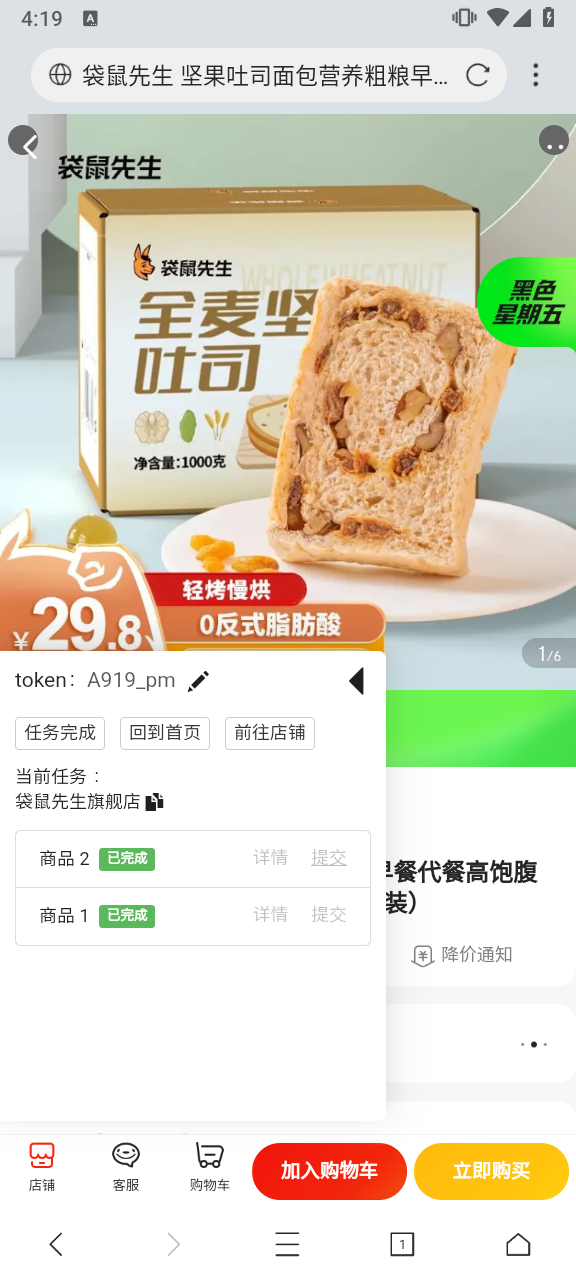 4:19
A
袋鼠先生 坚果吐司面包营养粗粮早...
袋鼠先生
袋鼠先生
WHOLE WHEAT NUT
全麦坚
吐司
净含量:1000克
黑色
星期五
轻烤慢烘
¥29.8
0反式脂肪酸
1/6
token： A919_pm
任务完成 回到首页 前往店铺
当前任务：
袋鼠先生旗舰店
商品 2 已完成 详情 提交
商品 1 已完成 详情 提交
早餐代餐高饱腹
装）
降价通知
店铺 客服 购物车 加入购物车 立即购买
1